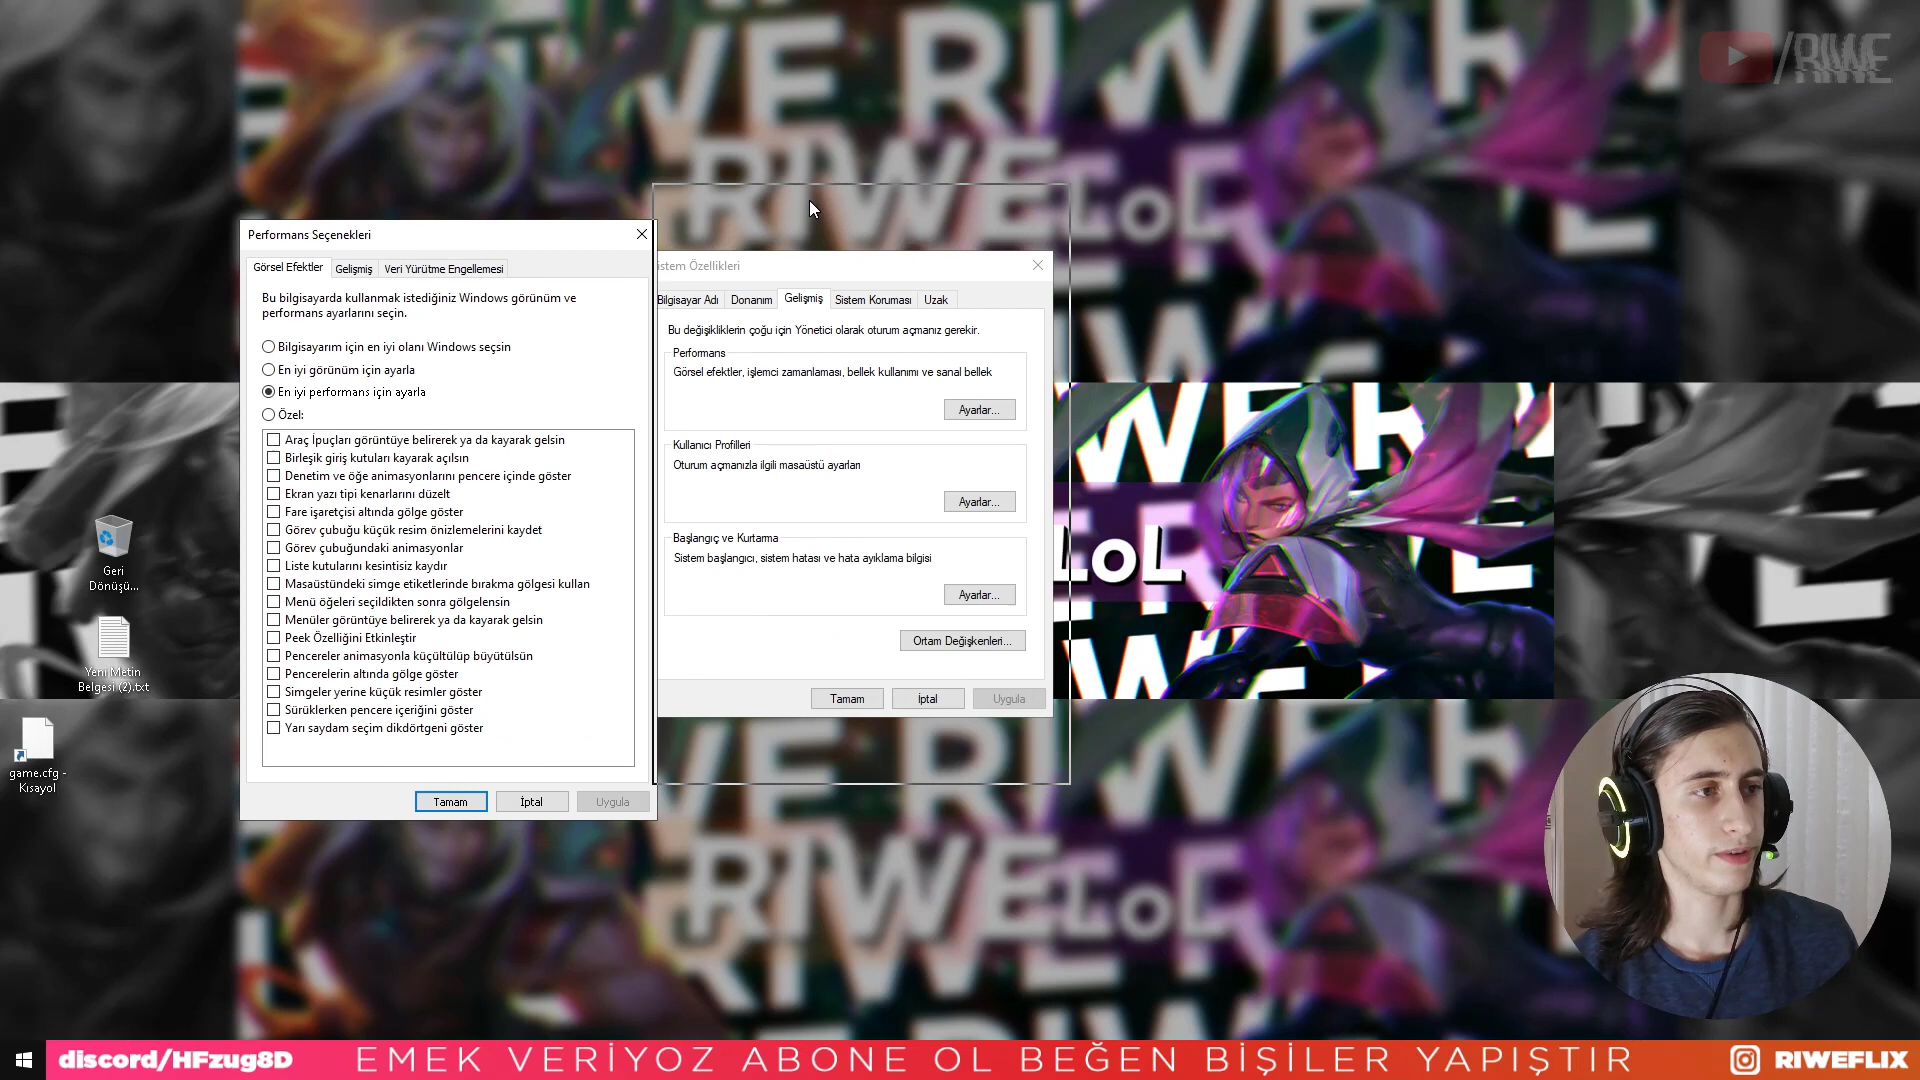 /RIWE
WE RIWE
VE RIWE R
RIWE LoL
Performans Seçenekleri
Görsel Efektler
Gelişmiş
Veri Yürütme Engellemesi
Bu bilgisayarda kullanmak istediğiniz Windows görünüm ve
performans ayarlarını seçin.
Bilgisayarım için en iyi olanı Windows seçsin
En iyi görünüm için ayarla
En iyi performans için ayarla
Özel:
Araç İpuçları görüntüye belirerek ya da kayarak gelsin
Birleşik giriş kutuları kayarak açılsın
Denetim ve öğe animasyonlarını pencere içinde göster
Ekran yazı tipi kenarlarını düzelt
Fare işaretçisi altında gölge göster
Görev çubuğu küçük resim önizlemelerini kaydet
Görev çubuğundaki animasyonlar
Liste kutularını kesintisiz kaydır
Masaüstündeki simge etiketlerinde bırakma gölgesi kullan
Menü öğeleri seçildikten sonra gölgelensin
Menüler görüntüye belirerek ya da kayarak gelsin
Peek Özelliğini Etkinleştir
Pencereler animasyonla küçültülüp büyütülsün
Pencerelerin altında gölge göster
Simgeler yerine küçük resimler göster
Sürüklerken pencere içeriğini göster
Yarı saydam seçim dikdörtgeni göster
Tamam
İptal
Uygula
istem Özellikleri
Bilgisayar Adı
Donanım
Gelişmiş
Sistem Koruması
Uzak
Bu değişikliklerin çoğu için Yönetici olarak oturum açmanız gerekir.
Performans
Görsel efektler, işlemci zamanlaması, bellek kullanımı ve sanal bellek
Ayarlar...
Kullanıcı Profilleri
Oturum açmanızla ilgili masaüstü ayarları
Ayarlar...
Başlangıç ve Kurtarma
Sistem başlangıcı, sistem hatası ve hata ayıklama bilgisi
Ayarlar...
Ortam Değişkenleri...
Tamam
İptal
Uygula
LoL
Geri
Dönüşü...
Yeni Metin
Belgesi (2).txt
game.cfg -
Kısayol
RIWE LoL
discord/HFzug8D
EMEK VERİYOZ ABONE OL BEĞEN BİŞİLER YAPIŞTIR
RIWEFLIX